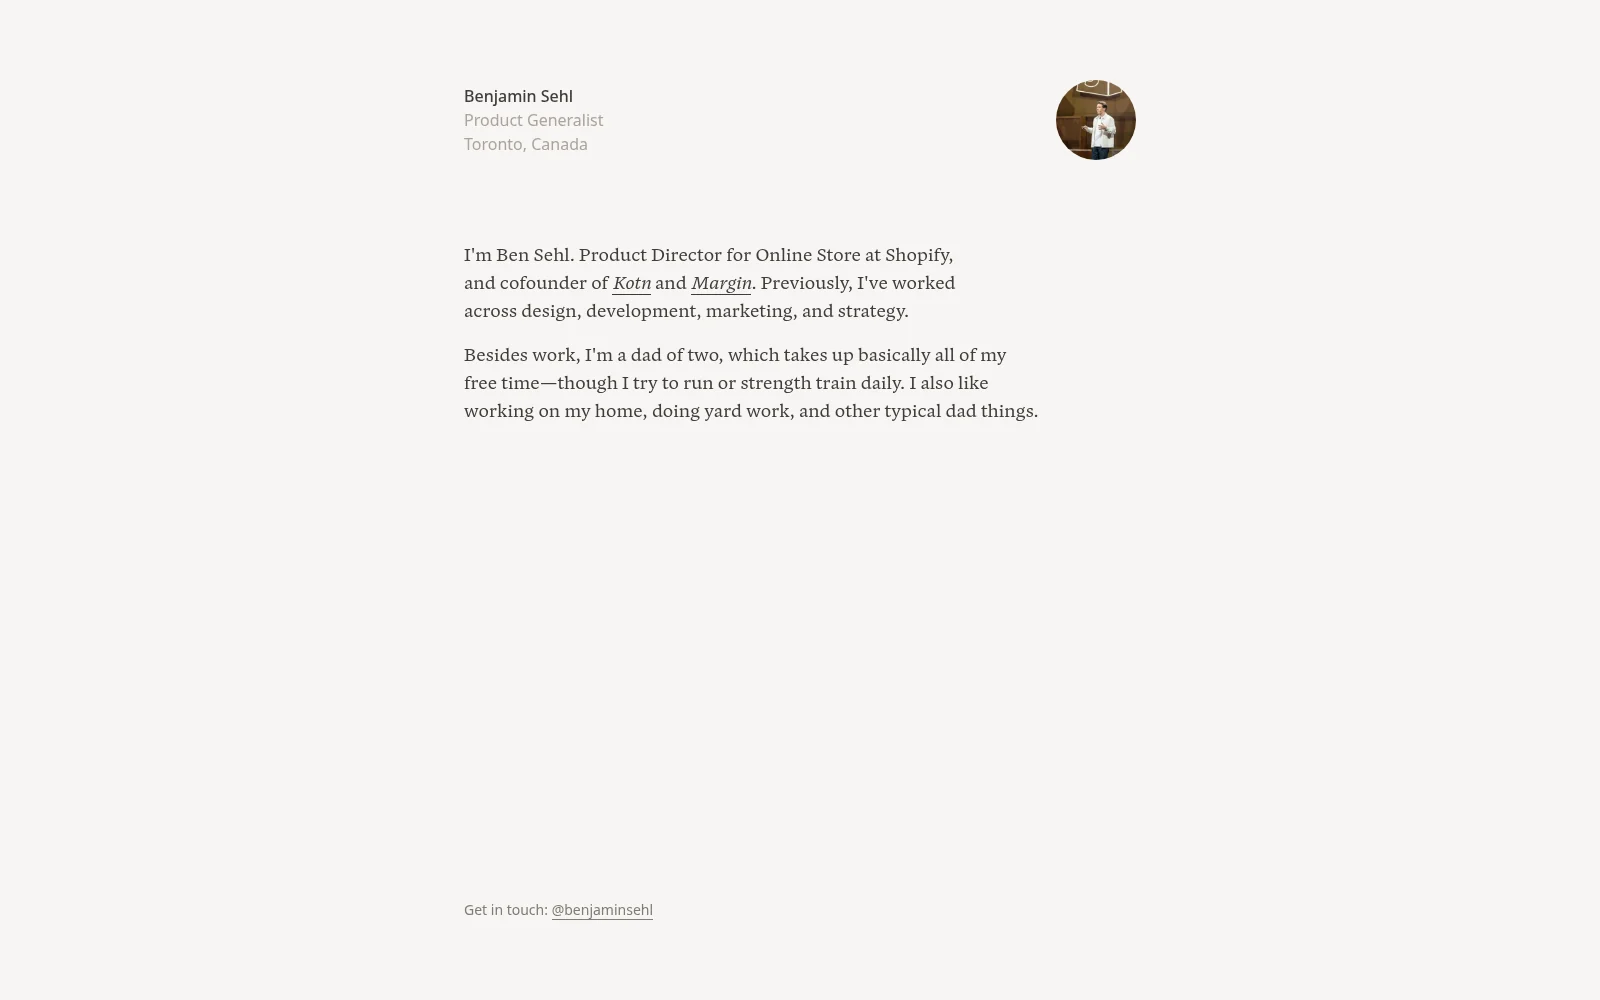 Benjamin Sehl
Product Generalist
Toronto, Canada
I'm Ben Sehl. Product Director for Online Store at Shopify,
and cofounder of Kotn and Margin. Previously, I've worked
across design, development, marketing, and strategy.
Besides work, I'm a dad of two, which takes up basically all of my
free time—though I try to run or strength train daily. I also like
working on my home, doing yard work, and other typical dad things.
Get in touch: @benjaminsehl